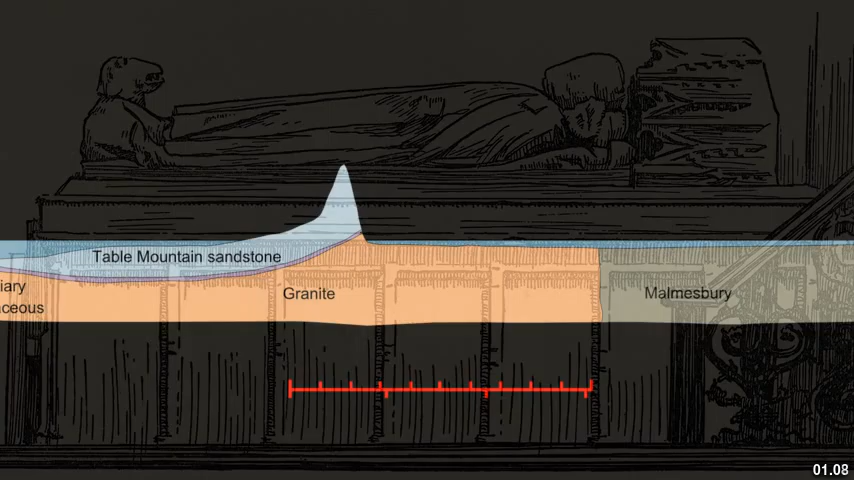 Table Mountain sandstone
iary
Granite
Malmesbury
aceous
01.08